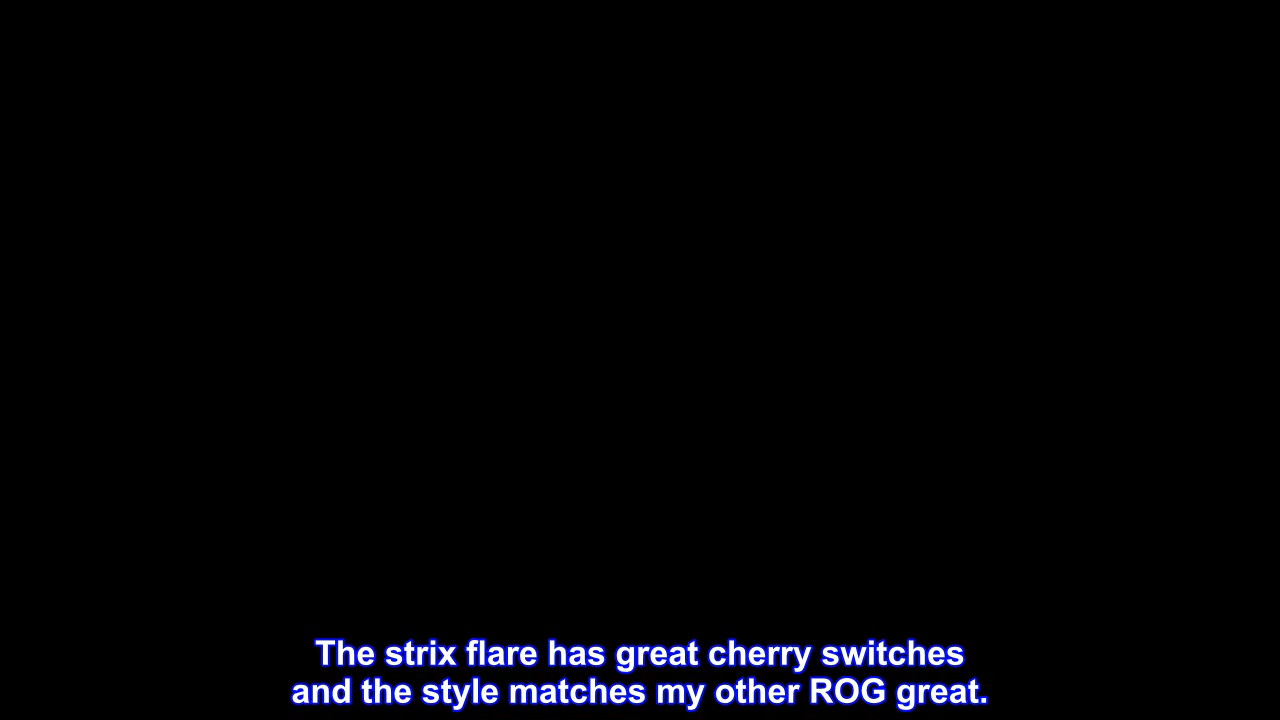 The strix flare has great cherry switches
and the style matches my other ROG great.